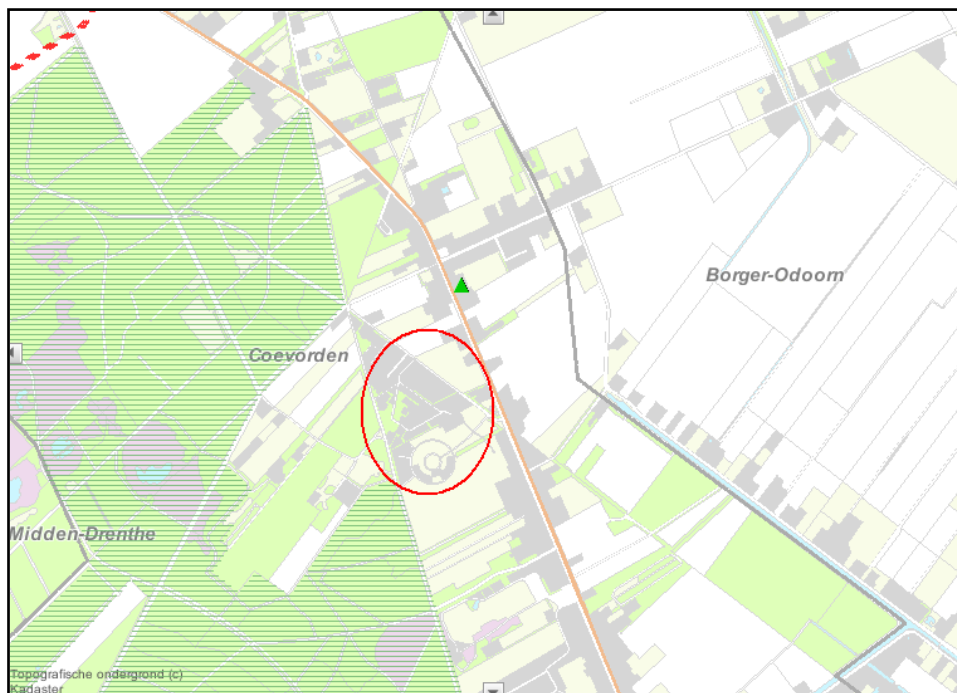 Borger-Odoorn
Coevorden
Midden-Drenthe
Topografische ondergrond (c)
Kadaster